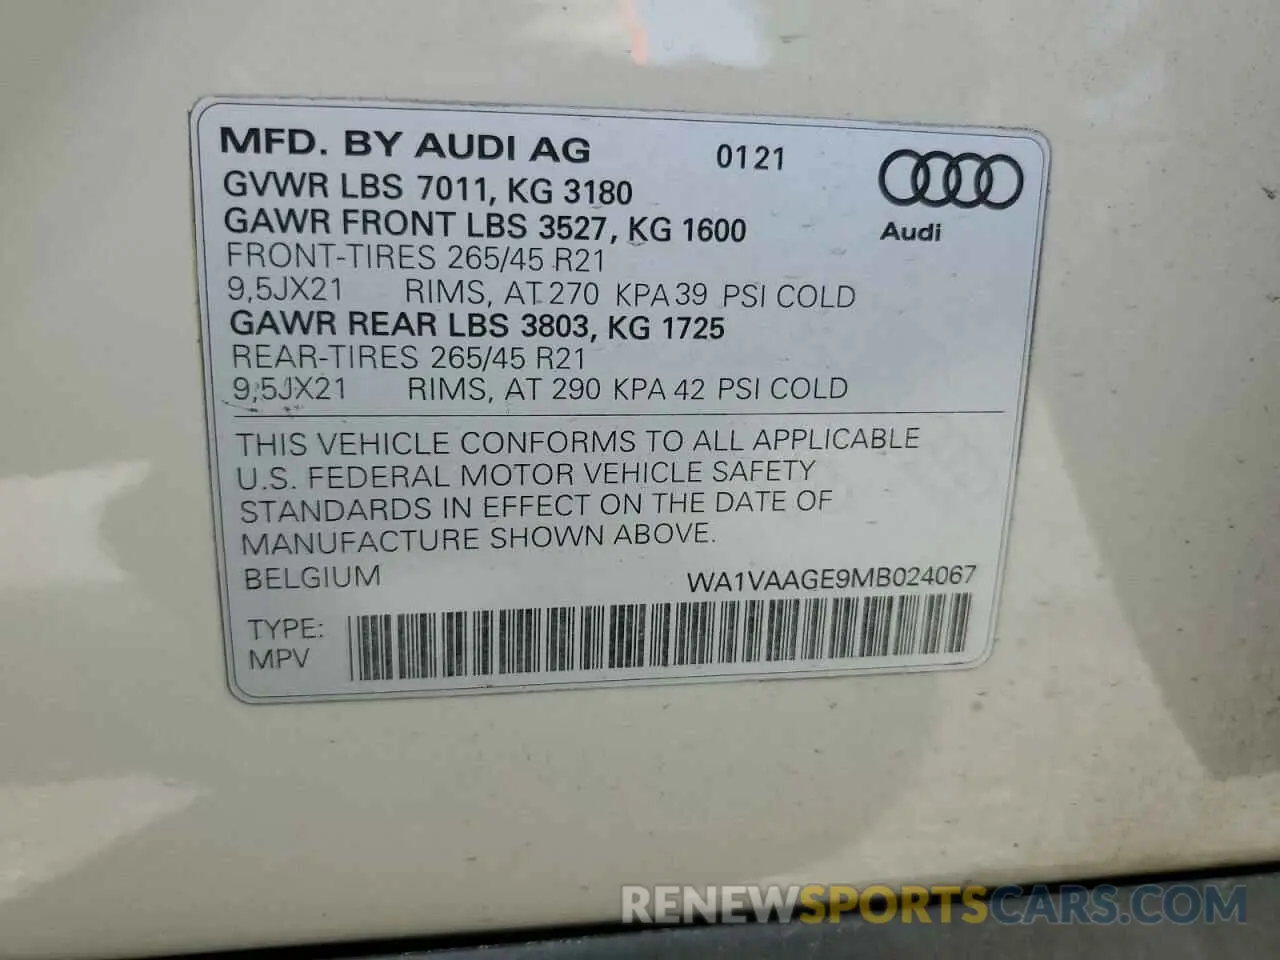 MFD. BY AUDI AG 0121
GVWR LBS 7011, KG 3180
GAWR FRONT LBS 3527, KG 1600
Audi
FRONT-TIRES 265/45 R21
9,5JX21 RIMS, AT 270 KPA 39 PSI COLD
GAWR REAR LBS 3803, KG 1725
REAR-TIRES 265/45 R21
9,5JX21 RIMS, AT 290 KPA 42 PSI COLD
THIS VEHICLE CONFORMS TO ALL APPLICABLE
U.S. FEDERAL MOTOR VEHICLE SAFETY
STANDARDS IN EFFECT ON THE DATE OF
MANUFACTURE SHOWN ABOVE.
BELGIUM WA1VAAGE9MB024067
TYPE:
MPV
RENEWSPORTSCARS.COM